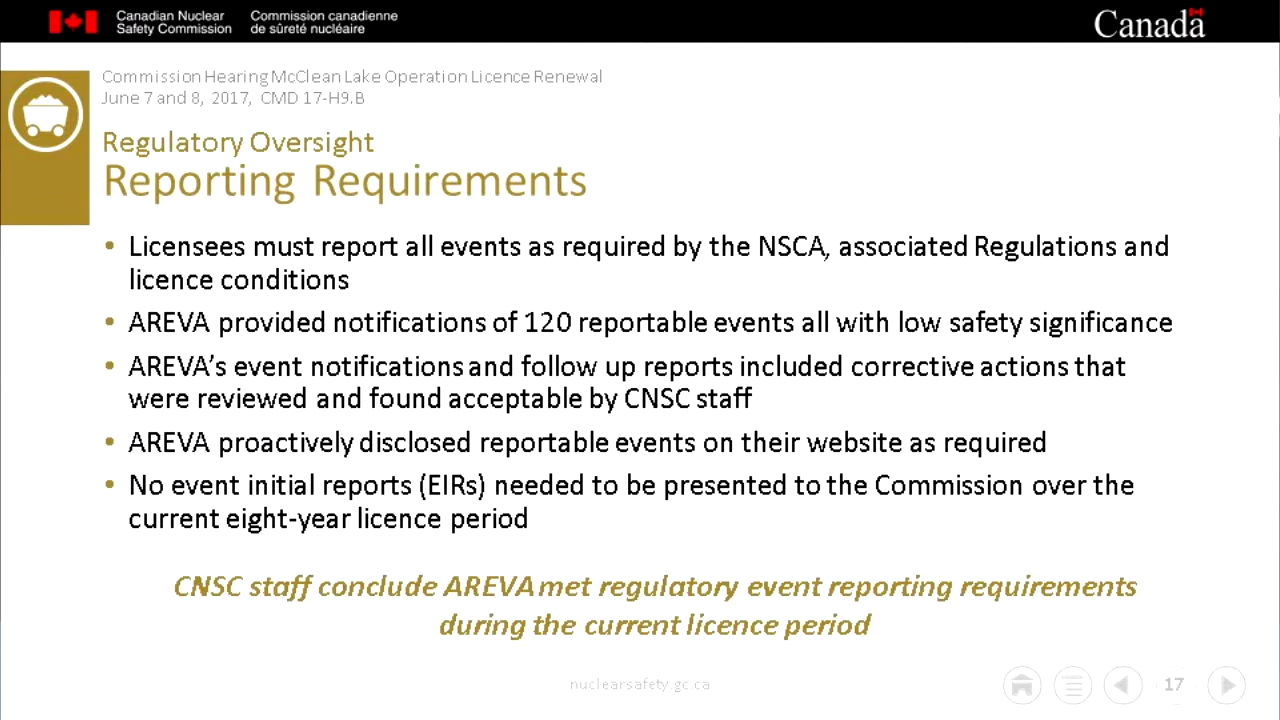 Canadian Nuclear Commission canadienne
Safety Commission de sûreté nucléaire
Canada
Commission Hearing McClean Lake Operation Licence Renewal
June 7 and 8, 2017, CMD 17-H9.B
Regulatory Oversight
Reporting Requirements
• Licensees must report all events as required by the NSCA, associated Regulations and
licence conditions
• AREVA provided notifications of 120 reportable events all with low safety significance
• AREVA's event notifications and follow up reports included corrective actions that
were reviewed and found acceptable by CNSC staff
• AREVA proactively disclosed reportable events on their website as required
• No event initial reports (EIRs) needed to be presented to the Commission over the
current eight-year licence period
CNSC staff conclude AREVA met regulatory event reporting requirements
during the current licence period
nuclearsafety.gc.ca
17